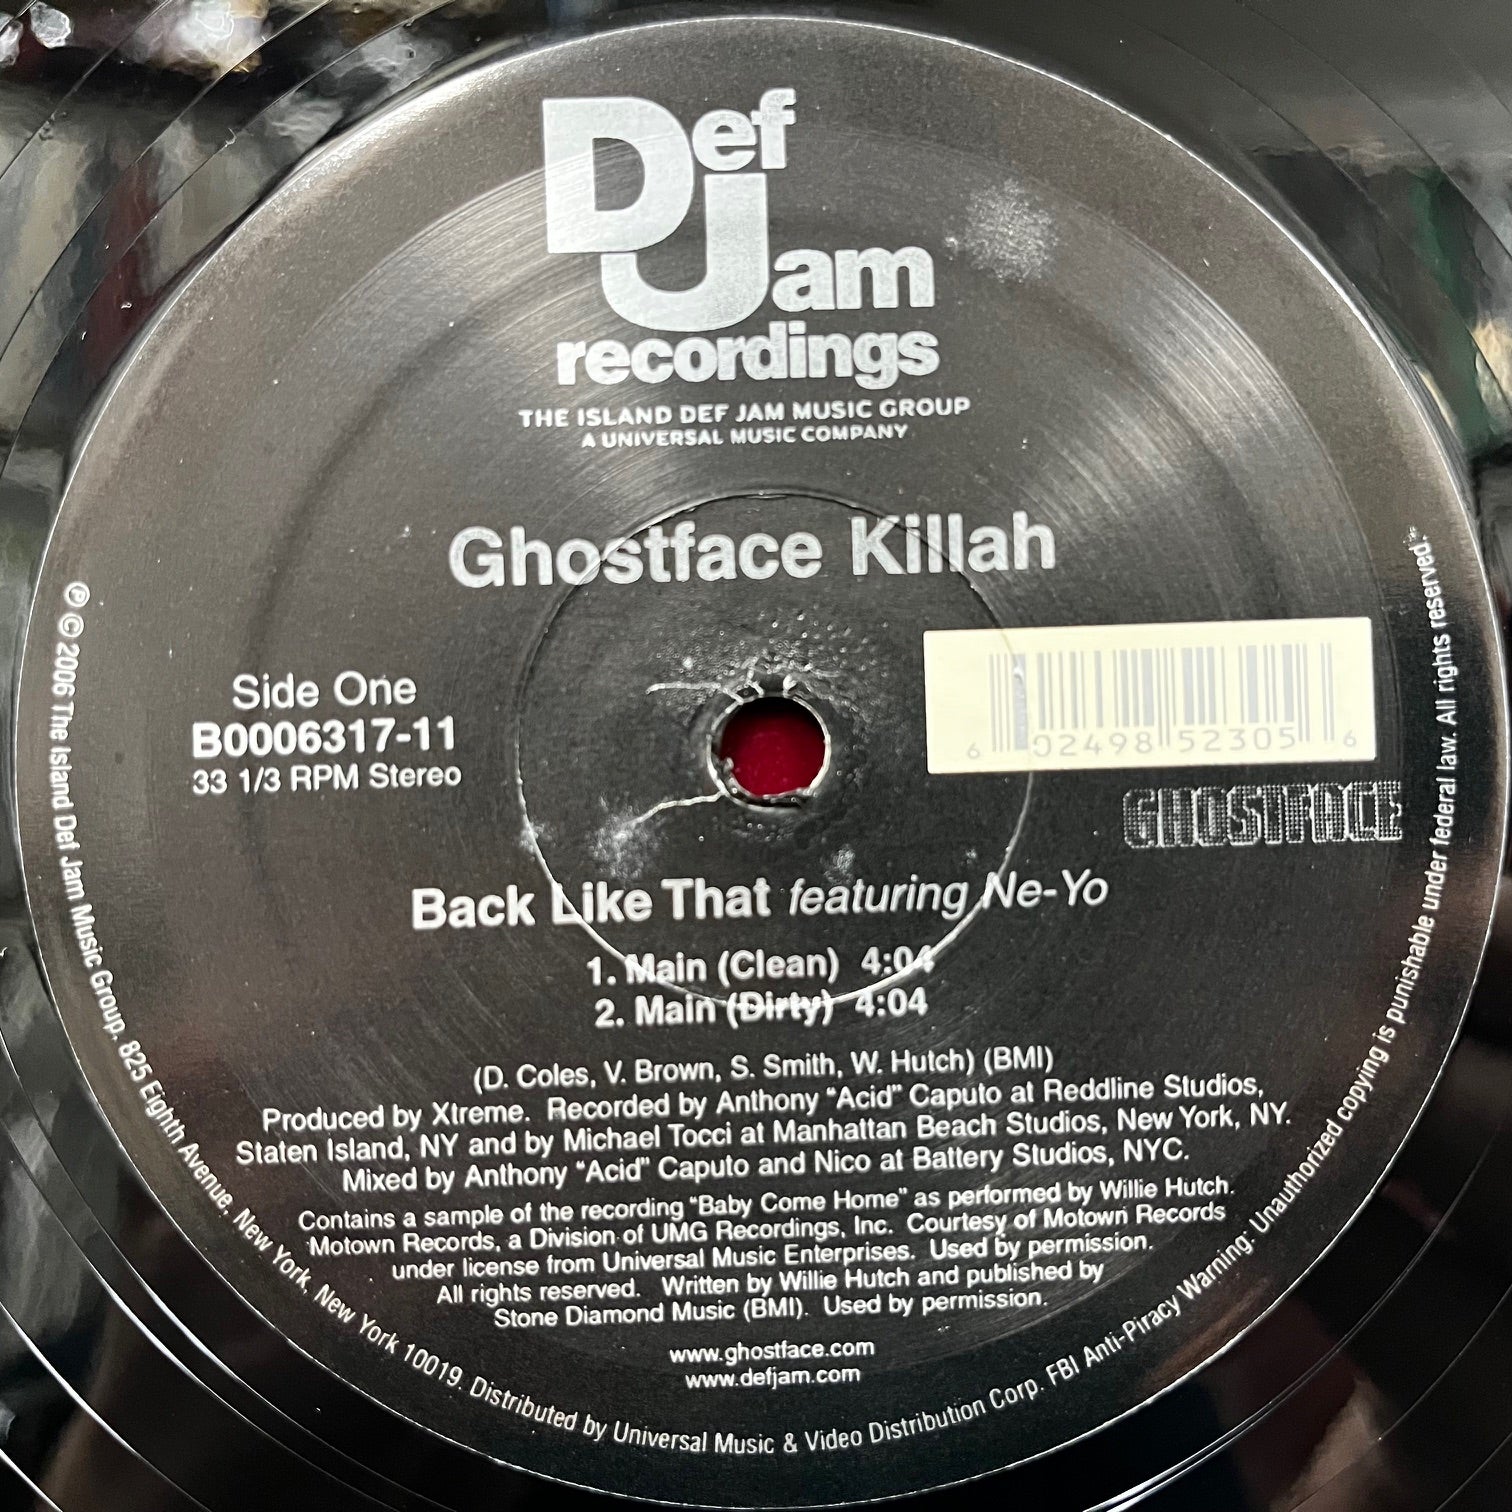 Def
Jam
recordings
THE ISLAND DEF JAM MUSIC GROUP
A UNIVERSAL MUSIC COMPANY
Ghostface Killah
Side One
B0006317-11
33 1/3 RPM Stereo
6 02498 52305 6
GHOSTFACE
Back Like That featuring Ne-Yo
1. Main (Clean) 4:04
2. Main (Dirty) 4:04
(D. Coles, V. Brown, S. Smith, W. Hutch) (BMI)
Produced by Xtreme. Recorded by Anthony "Acid" Caputo at Reddline Studios,
Staten Island, NY and by Michael Tocci at Manhattan Beach Studios, New York, NY.
Mixed by Anthony "Acid" Caputo and Nico at Battery Studios, NYC.
Contains a sample of the recording "Baby Come Home" as performed by Willie Hutch.
Motown Records, a Division of UMG Recordings, Inc. Courtesy of Motown Records
under license from Universal Music Enterprises. Used by permission.
All rights reserved. Written by Willie Hutch and published by
Stone Diamond Music (BMI). Used by permission.
www.ghostface.com
www.defjam.com
℗ © 2006 The Island Def Jam Music Group, 825 Eighth Avenue, New York, New York 10019. Distributed by Universal Music & Video Distribution Corp. FBI Anti-Piracy Warning: Unauthorized copying is punishable under federal law. All rights reserved.